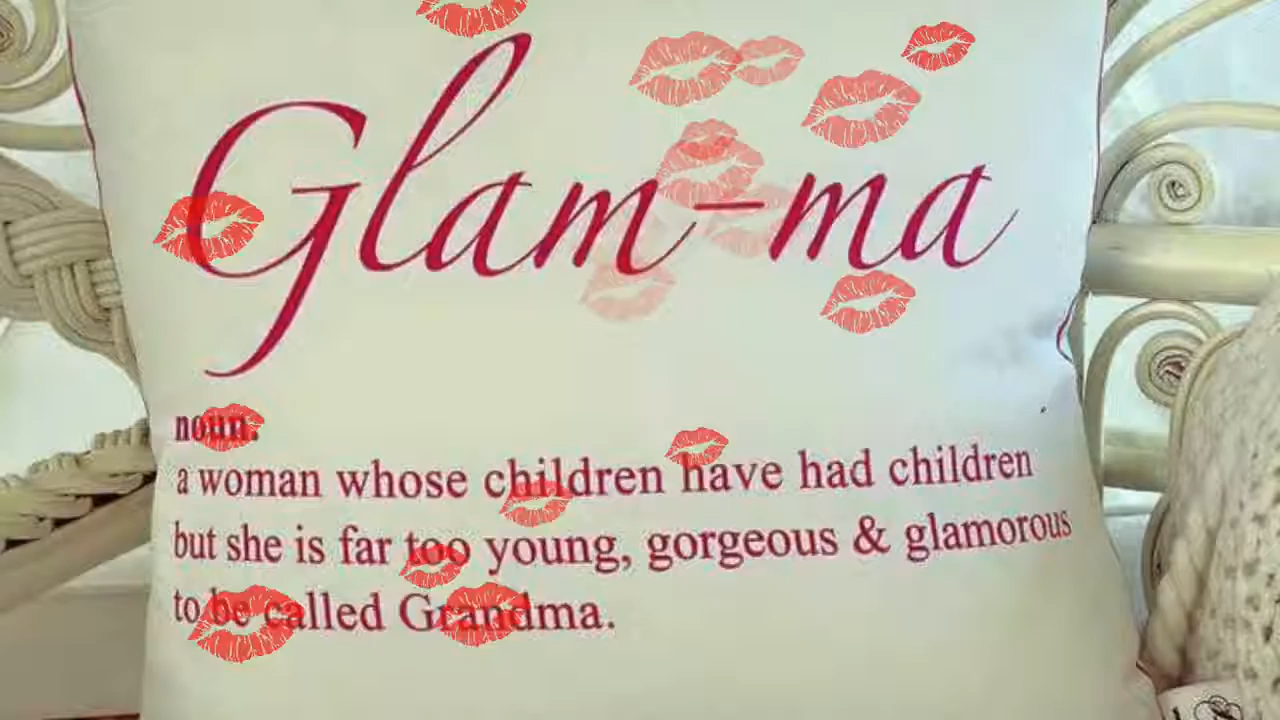 Glam-ma
noun.
a woman whose children have had children
but she is far too young, gorgeous & glamorous
to be called Grandma.